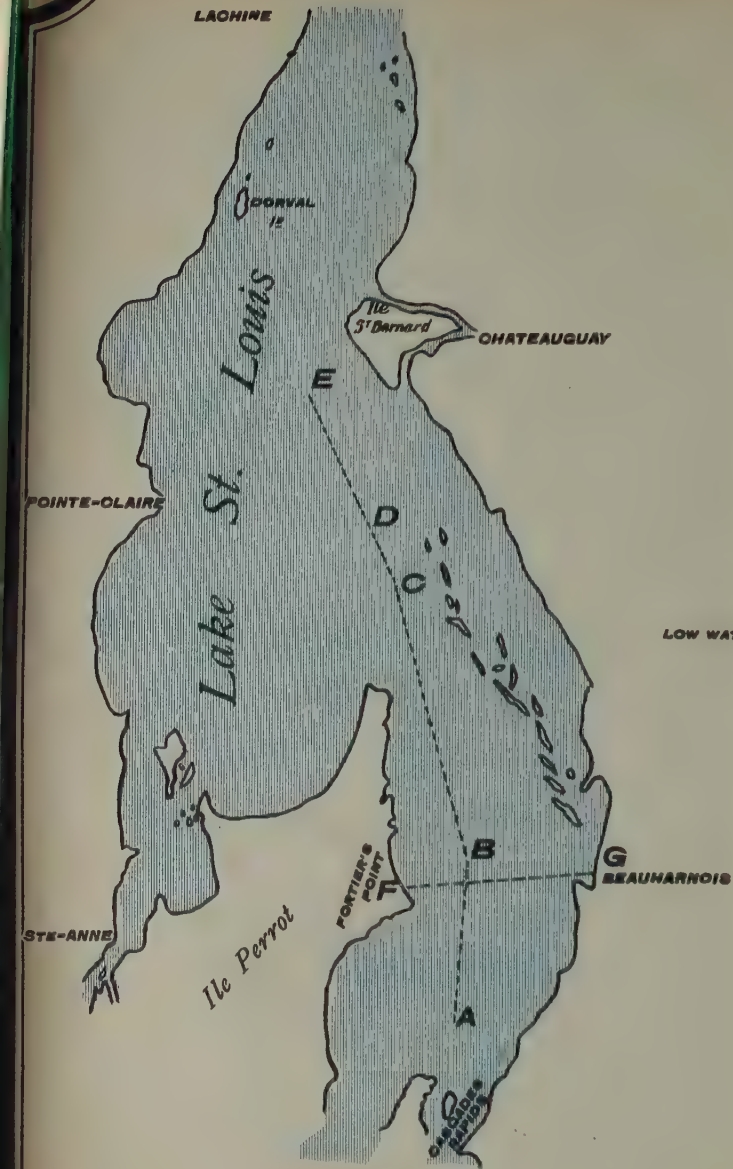 LACHINE
DORVAL
Is
Ile
St Bernard
CHATEAUGUAY
Lake St. Louis
E
POINTE-CLAIRE
D
C
LOW WAT
B
G
BEAUHARNOIS
FORTIER'S
POINT
F
STE-ANNE
Ile Perrot
A
CASCADES
RAPIDS